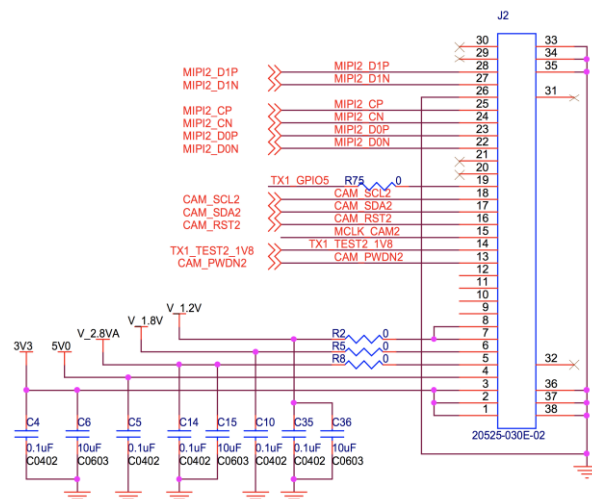 J2
30
33
29
34
MIPI2_D1P MIPI2_D1P 28
35
MIPI2_D1N MIPI2_D1N 27
26
31
MIPI2_CP MIPI2_CP 25
MIPI2_CN MIPI2_CN 24
MIPI2_D0P MIPI2_D0P 23
MIPI2_D0N MIPI2_D0N 22
21
20
TX1_GPIO5 R75 0 19
CAM_SCL2 CAM_SCL2 18
CAM_SDA2 CAM_SDA2 17
CAM_RST2 CAM_RST2 16
MCLK_CAM2 15
TX1_TEST2_1V8 TX1_TEST2_1V8 14
CAM_PWDN2 CAM_PWDN2 13
12
11
10
9
V_1.2V
8
V_1.8V
R2 0 7
V_2.8VA
R5 0 6
3V3 5V0
R8 0 5
32
4
3
36
2
37
1
38
C4 C6 C5 C14 C15 C10 C35 C36
20525-030E-02
0.1uF 10uF 0.1uF 0.1uF 10uF 0.1uF 0.1uF 10uF
C0402 C0603 C0402 C0402 C0603 C0402 C0402 C0603